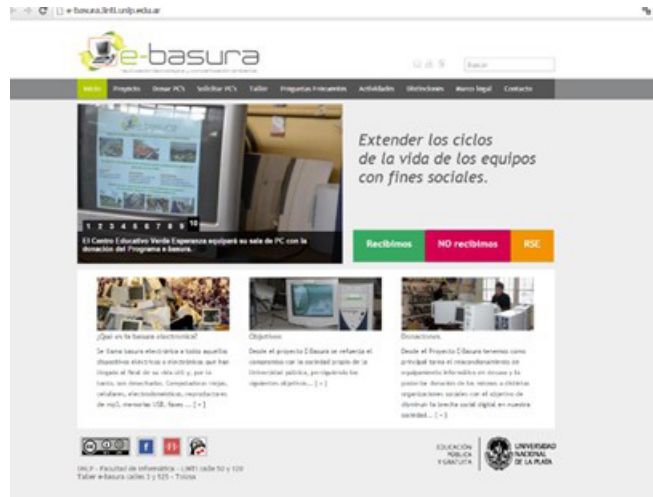 e-basura.linti.unlp.edu.ar
e-basura
Buscar
Inicio Proyecto Donar PC's Solicitar PC's Taller Preguntas Frecuentes Actividades Distinciones Marco legal Contacto
Extender los ciclos
de la vida de los equipos
con fines sociales.
1 2 3 4 5 6 7 8 9 10
El Centro Educativo Verde Esperanza equipará su sala de PC con la
donación del Programa e-basura.
Recibimos NO recibimos RSE
¿Qué es la basura electrónica?
Se llama basura electrónica a todos aquellos
dispositivos eléctricos o electrónicos que han
llegado al final de su vida útil y, por lo
tanto, son desechados. Computadoras viejas,
celulares, electrodomésticos, reproductores
de mp3, memorias USB, faxes ... [+]
Objetivos
Desde el proyecto E-Basura se refuerza el
compromiso con la sociedad propio de la
Universidad pública, persiguiendo los
siguientes objetivos... [+]
Donaciones
Desde el Proyecto E-Basura tenemos como
principal tarea el reacondicionamiento en
equipamiento informático en desuso y la
posterior donación de los mismos a distintas
organizaciones sociales con el objetivo de
disminuir la brecha social digital en nuestra
sociedad... [+]
EDUCACIÓN
PÚBLICA
Y GRATUITA
UNIVERSIDAD
NACIONAL
DE LA PLATA
UNLP - Facultad de Informática - LINTI calle 50 y 120
Taller e-basura calles 3 y 525 - Tolosa